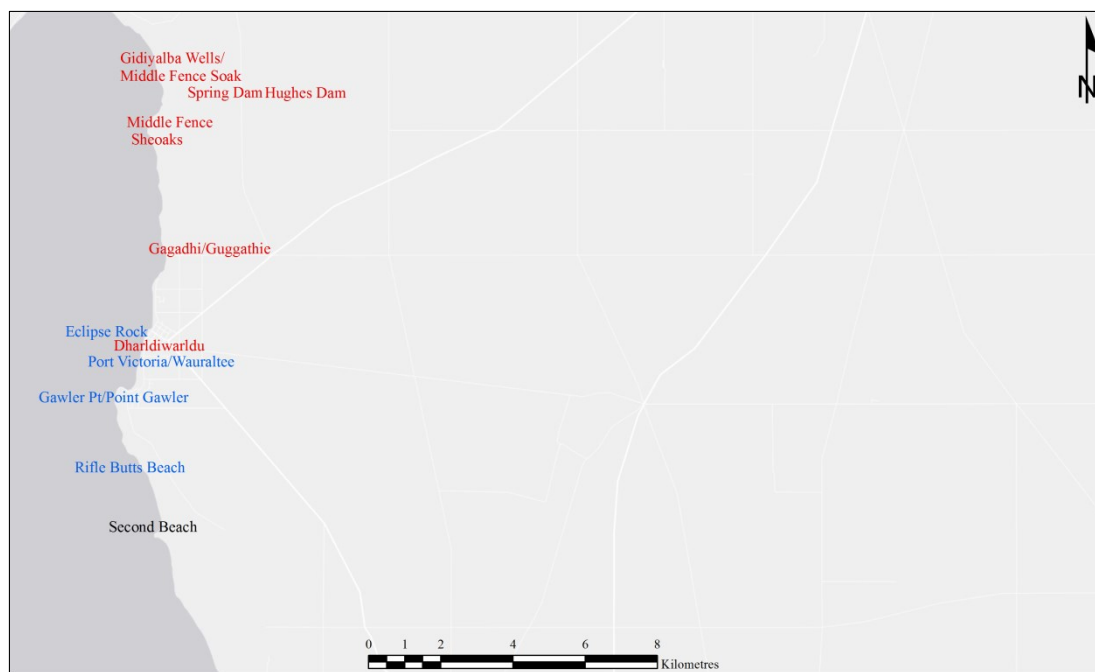 Gidiyalba Wells/
Middle Fence Soak
Spring Dam Hughes Dam
Middle Fence
Sheoaks
Gagadhi/Guggathie
Eclipse Rock
Dharldiwarldu
Port Victoria/Wauraltee
Gawler Pt/Point Gawler
Rifle Butts Beach
Second Beach
N
0 1 2 4 6 8
Kilometres